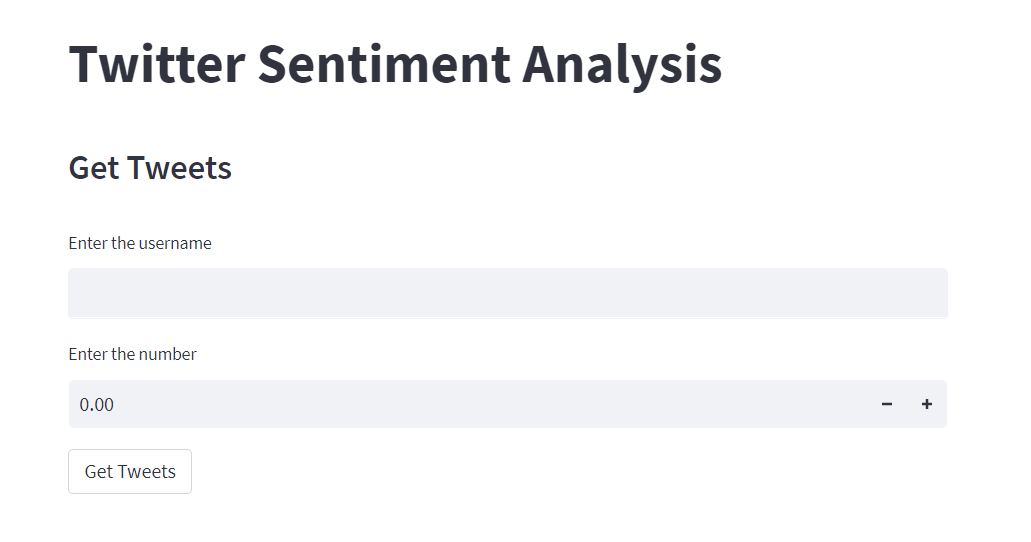 Twitter Sentiment Analysis
Get Tweets
Enter the username
Enter the number
0.00 − +
Get Tweets